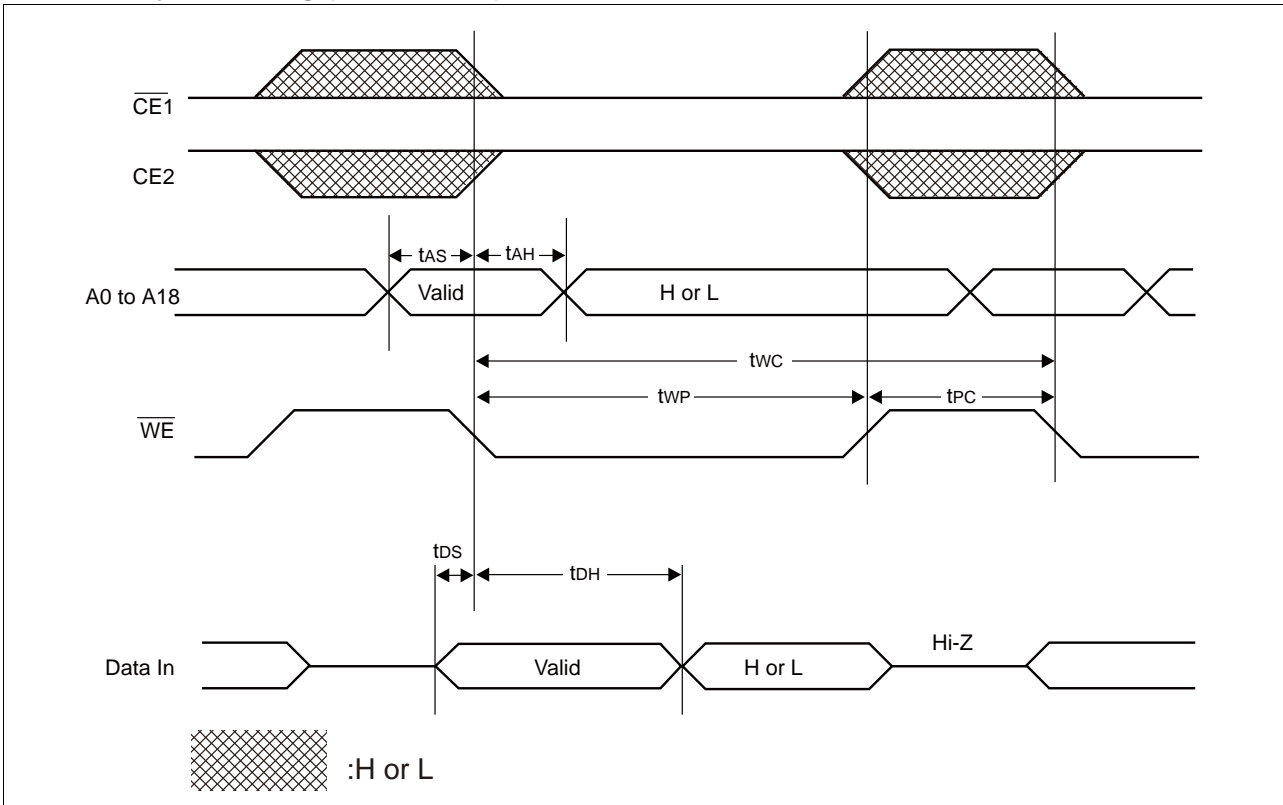 CE1
CE2
tAS
tAH
A0 to A18
Valid
H or L
tWC
tWP
tPC
WE
tDS
tDH
Hi-Z
Data In
Valid
H or L
:H or L